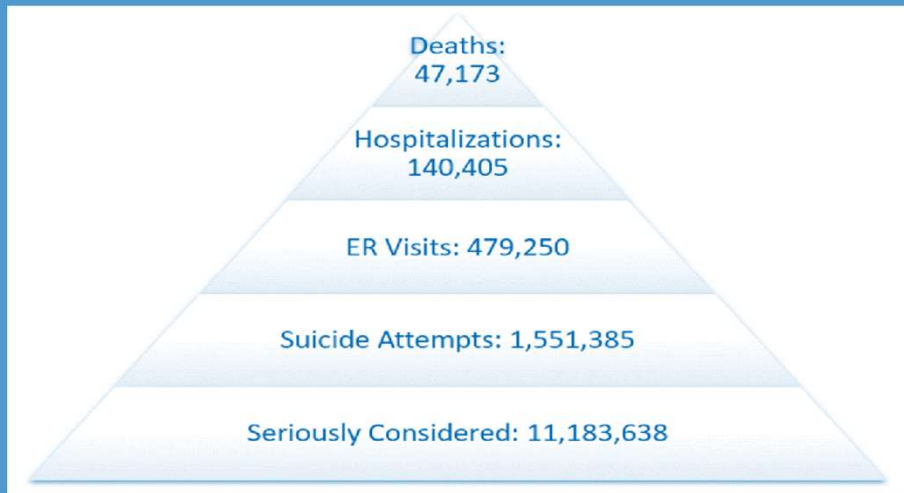 Deaths:
47,173
Hospitalizations:
140,405
ER Visits: 479,250
Suicide Attempts: 1,551,385
Seriously Considered: 11,183,638